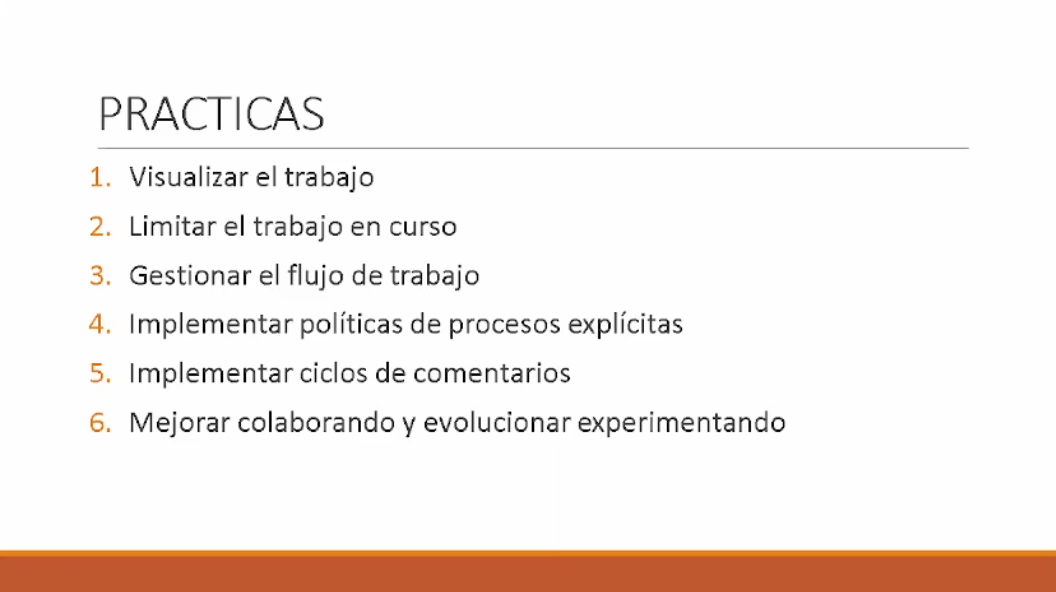 PRACTICAS
1. Visualizar el trabajo
2. Limitar el trabajo en curso
3. Gestionar el flujo de trabajo
4. Implementar políticas de procesos explícitas
5. Implementar ciclos de comentarios
6. Mejorar colaborando y evolucionar experimentando